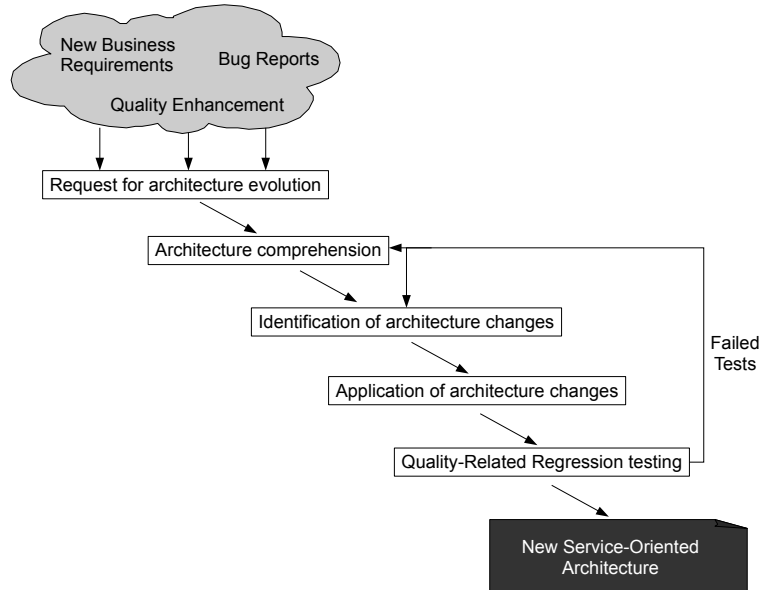 New Business
Requirements
Bug Reports
Quality Enhancement
Request for architecture evolution
Architecture comprehension
Identification of architecture changes
Failed
Tests
Application of architecture changes
Quality-Related Regression testing
New Service-Oriented
Architecture